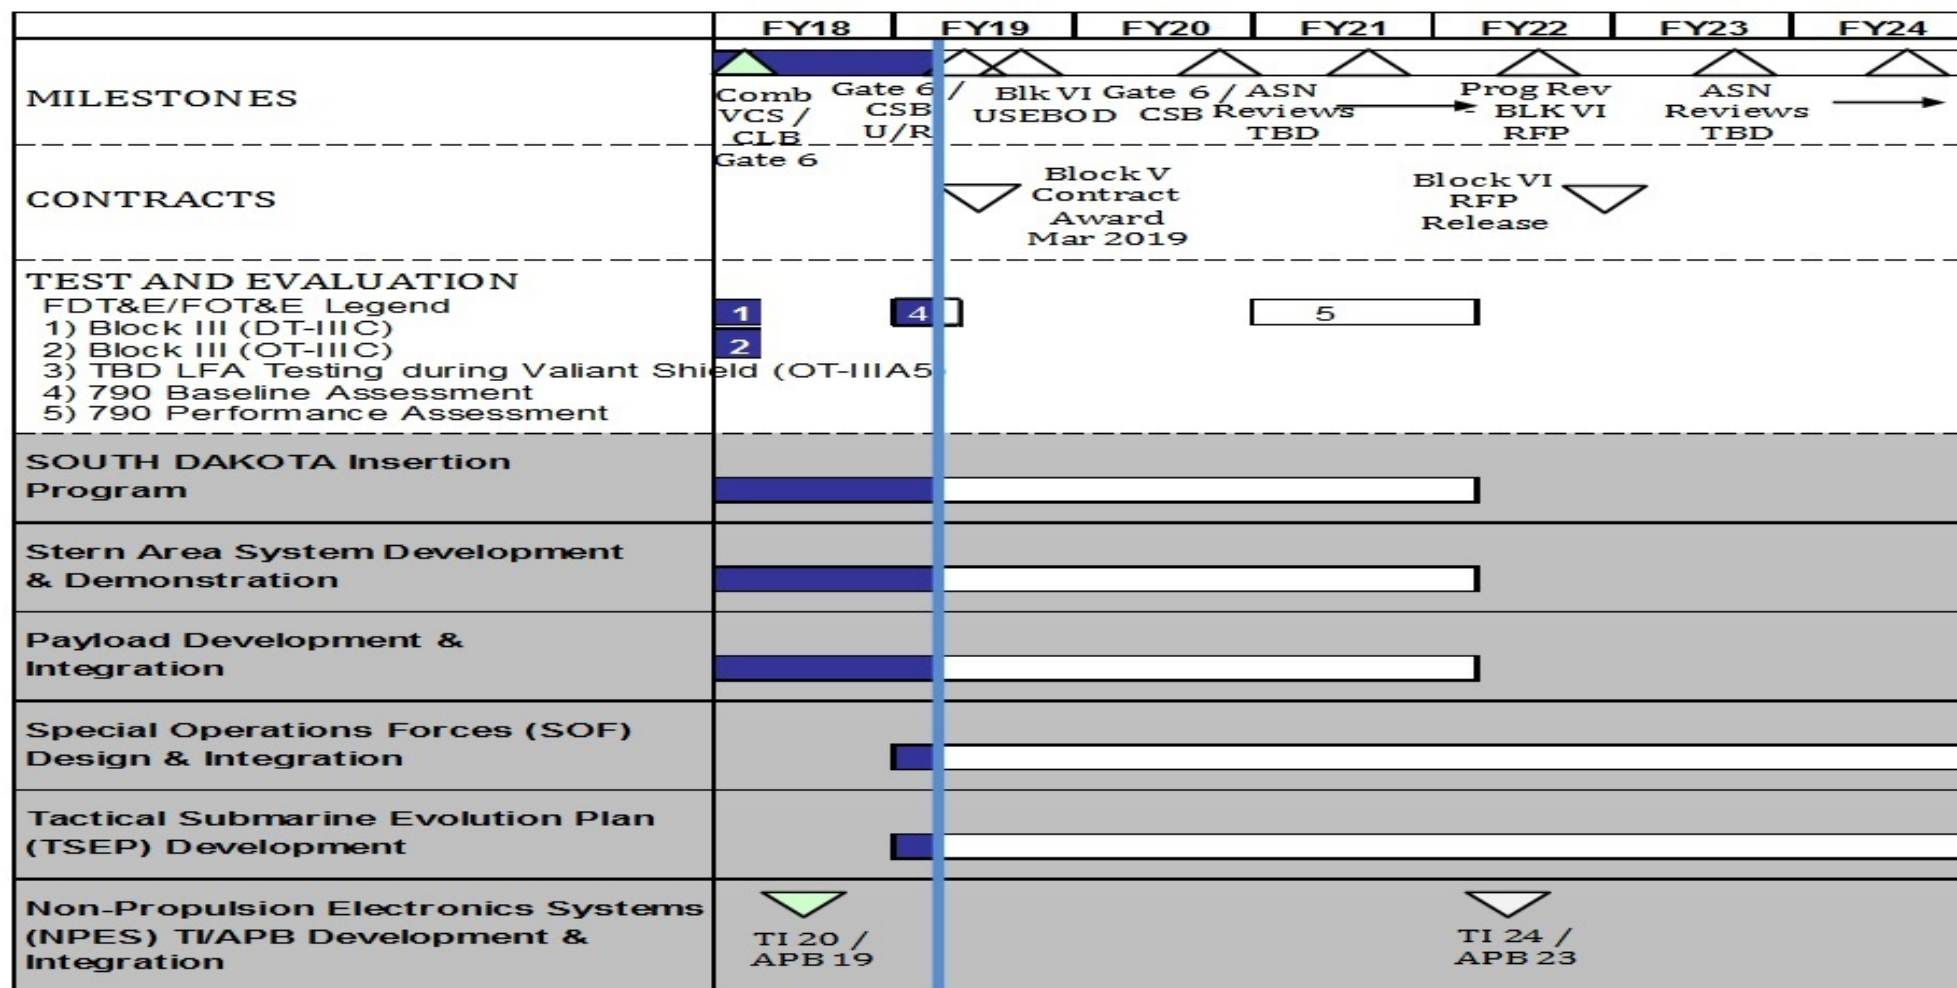 FY18 FY19 FY20 FY21 FY22 FY23 FY24
MILESTONES
Comb
VCS /
CLB
Gate 6
Gate 6 /
CSB
U/R
Blk VI
USEBOD
Gate 6 /
CSB
ASN
Reviews
TBD
Prog Rev
- BLK VI
RFP
ASN
Reviews
TBD
CONTRACTS
Block V
Contract
Award
Mar 2019
Block VI
RFP
Release
TEST AND EVALUATION
FDT&E/FOT&E Legend
1) Block III (DT-IIIC)
2) Block III (OT-IIIC)
3) TBD LFA Testing during Valiant Shield (OT-IIIA5
4) 790 Baseline Assessment
5) 790 Performance Assessment
1
2
4
5
SOUTH DAKOTA Insertion
Program
Stern Area System Development
& Demonstration
Payload Development &
Integration
Special Operations Forces (SOF)
Design & Integration
Tactical Submarine Evolution Plan
(TSEP) Development
Non-Propulsion Electronics Systems
(NPES) TI/APB Development &
Integration
TI 20 /
APB 19
TI 24 /
APB 23